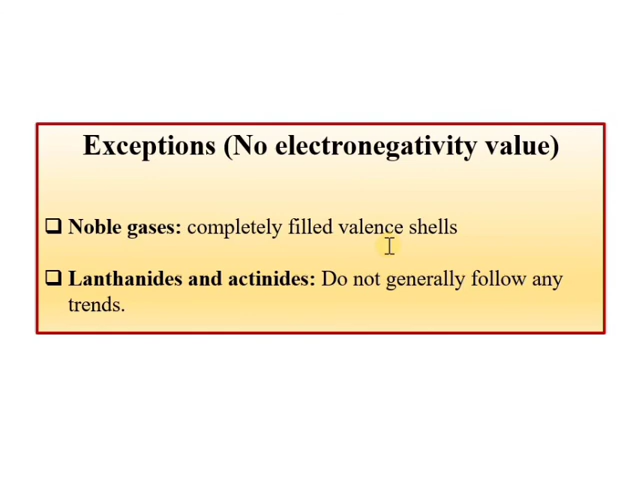 Exceptions (No electronegativity value)
❑ Noble gases: completely filled valence shells
❑ Lanthanides and actinides: Do not generally follow any
trends.